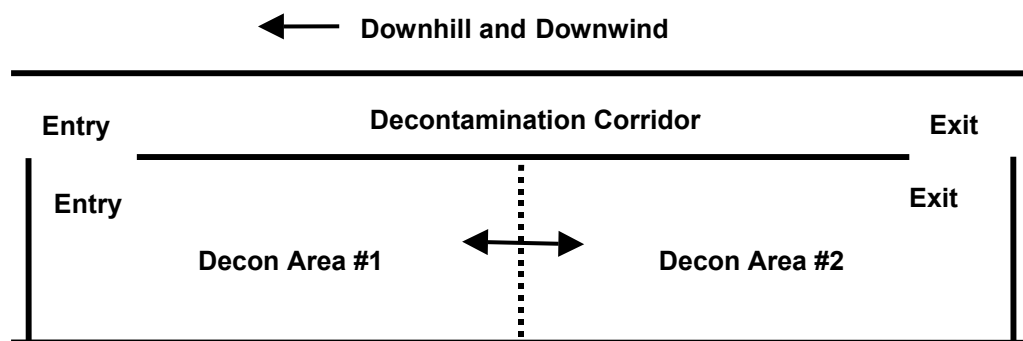 Downhill and Downwind
Entry
Decontamination Corridor
Exit
Entry
Exit
Decon Area #1
Decon Area #2